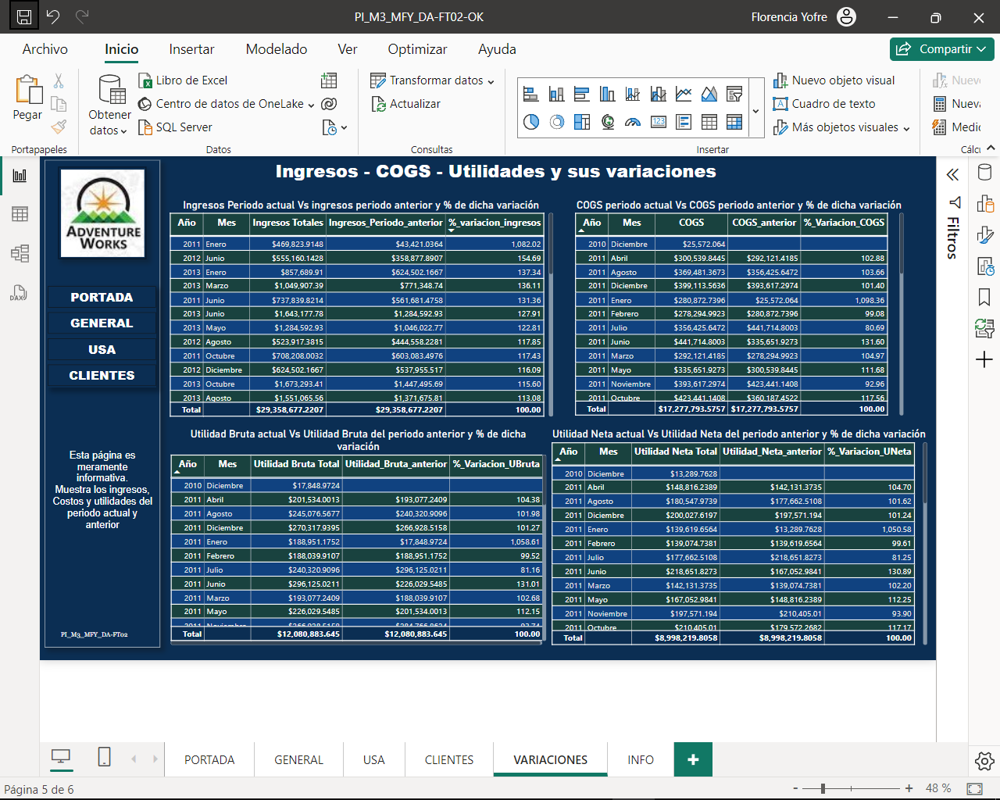 PI_M3_MFY_DA-FT02-OK
Florencia Yofre
Archivo Inicio Insertar Modelado Ver Optimizar Ayuda
Compartir
Pegar
Portapapeles
Obtener datos
Libro de Excel
Centro de datos de OneLake
SQL Server
Datos
Transformar datos
Actualizar
Consultas
Insertar
Nuevo objeto visual
Cuadro de texto
Más objetos visuales
Ingresos - COGS - Utilidades y sus variaciones
ADVENTURE
WORKS
PORTADA
GENERAL
USA
CLIENTES
Esta página es
meramente
informativa.
Muestra los ingresos,
Costos y utilidades del
periodo actual y
anterior
PI_M3_MFY_DA-FT02
Ingresos Periodo actual Vs ingresos periodo anterior y % de dicha variación
Año Mes Ingresos Totales Ingresos_Periodo_anterior %_variacion_ingresos
2011 Enero $469,823.9148 $43,421.0364 1,082.02
2012 Junio $555,160.1428 $358,877.8907 154.69
2013 Enero $857,689.91 $624,502.1667 137.34
2013 Marzo $1,049,907.39 $771,348.74 136.11
2011 Junio $737,839.8214 $561,681.4758 131.36
2013 Junio $1,643,177.78 $1,284,592.93 127.91
2013 Mayo $1,284,592.93 $1,046,022.77 122.81
2012 Agosto $523,917.3815 $444,558.2281 117.85
2011 Octubre $708,208.0032 $603,083.4976 117.43
2012 Diciembre $624,502.1667 $537,955.517 116.09
2013 Octubre $1,673,293.41 $1,447,495.69 115.60
2013 Agosto $1,551,065.56 $1,371,675.81 113.08
Total $29,358,677.2207 $29,358,677.2207 100.00
COGS periodo actual Vs COGS periodo anterior y % de dicha variación
Año Mes COGS COGS_anterior %_Variacion_COGS
2010 Diciembre $25,572.064
2011 Abril $300,539.8445 $292,121.4185 102.88
2011 Agosto $369,481.3673 $356,425.6472 103.66
2011 Diciembre $399,113.5636 $393,617.2974 101.40
2011 Enero $280,872.7396 $25,572.064 1,098.36
2011 Febrero $278,294.9923 $280,872.7396 99.08
2011 Julio $356,425.6472 $441,714.8003 80.69
2011 Junio $441,714.8003 $335,651.9273 131.60
2011 Marzo $292,121.4185 $278,294.9923 104.97
2011 Mayo $335,651.9273 $300,539.8445 111.68
2011 Noviembre $393,617.2974 $423,441.1408 92.96
2011 Octubre $423,441.1408 $360,187.4522 117.56
Total $17,277,793.5757 $17,277,793.5757 100.00
Utilidad Bruta actual Vs Utilidad Bruta del periodo anterior y % de dicha
variación
Año Mes Utilidad Bruta Total Utilidad_Bruta_anterior %_Variacion_UBruta
2010 Diciembre $17,848.9724
2011 Abril $201,534.0013 $193,077.2409 104.38
2011 Agosto $245,076.5677 $240,320.9096 101.98
2011 Diciembre $270,317.9395 $266,928.5158 101.27
2011 Enero $188,951.1752 $17,848.9724 1,058.61
2011 Febrero $188,039.9107 $188,951.1752 99.52
2011 Julio $240,320.9096 $296,125.0211 81.16
2011 Junio $296,125.0211 $226,029.5485 131.01
2011 Marzo $193,077.2409 $188,039.9107 102.68
2011 Mayo $226,029.5485 $201,534.0013 112.15
Total $12,080,883.645 $12,080,883.645 100.00
Utilidad Neta actual Vs Utilidad Neta del periodo anterior y % de dicha variación
Año Mes Utilidad Neta Total Utilidad_Neta_anterior %_Variacion_UNeta
2010 Diciembre $13,289.7628
2011 Abril $148,816.2389 $142,131.3735 104.70
2011 Agosto $180,547.9739 $177,662.5108 101.62
2011 Diciembre $200,027.6197 $197,571.194 101.24
2011 Enero $139,619.6564 $13,289.7628 1,050.58
2011 Febrero $139,074.7381 $139,619.6564 99.61
2011 Julio $177,662.5108 $218,651.8273 81.25
2011 Junio $218,651.8273 $167,052.9841 130.89
2011 Marzo $142,131.3735 $139,074.7381 102.20
2011 Mayo $167,052.9841 $148,816.2389 112.25
2011 Noviembre $197,571.194 $210,405.01 93.90
2011 Octubre $210,405.01 $179,572.2682 117.17
Total $8,998,219.8058 $8,998,219.8058 100.00
Filtros
PORTADA GENERAL USA CLIENTES VARIACIONES INFO
Página 5 de 6
48 %